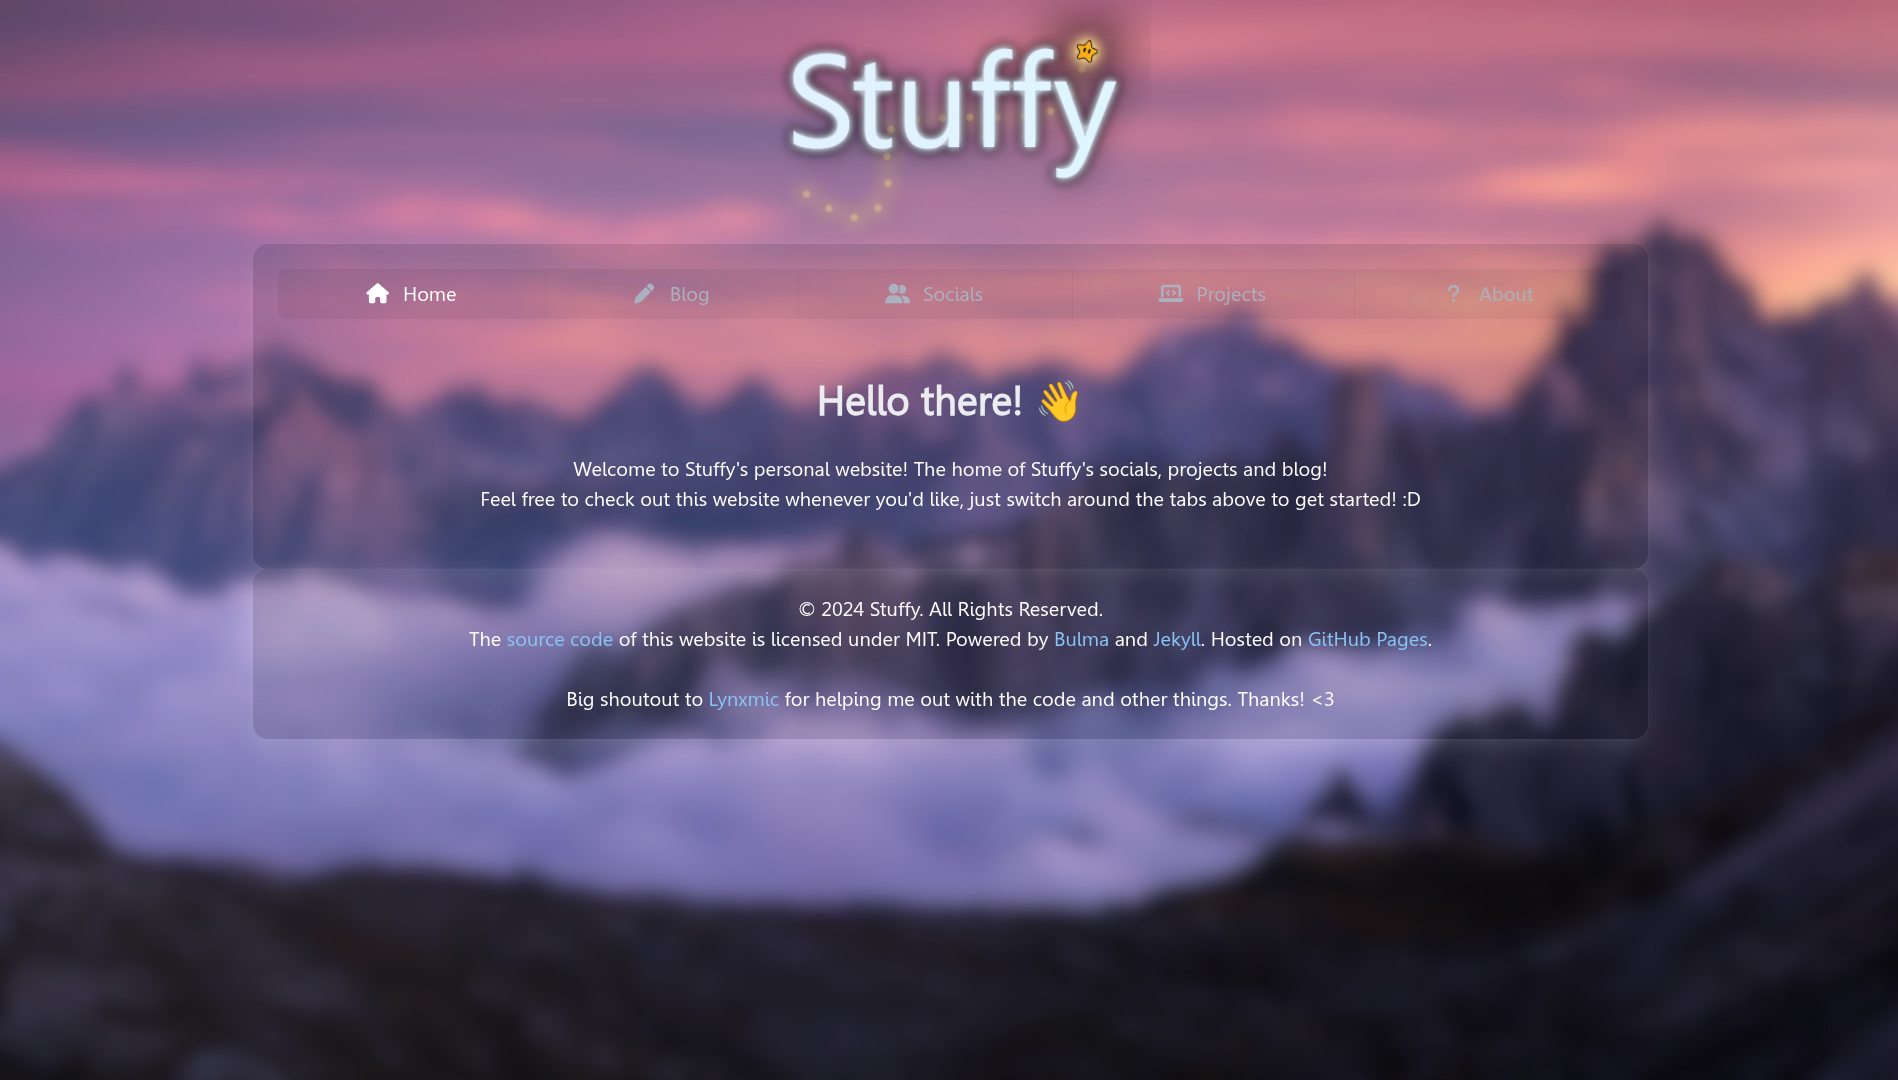 Stuffy
Home
Blog
Socials
Projects
About
Hello there! 👋
Welcome to Stuffy's personal website! The home of Stuffy's socials, projects and blog!
Feel free to check out this website whenever you'd like, just switch around the tabs above to get started! :D
© 2024 Stuffy. All Rights Reserved.
The source code of this website is licensed under MIT. Powered by Bulma and Jekyll. Hosted on GitHub Pages.
Big shoutout to Lynxmic for helping me out with the code and other things. Thanks! <3